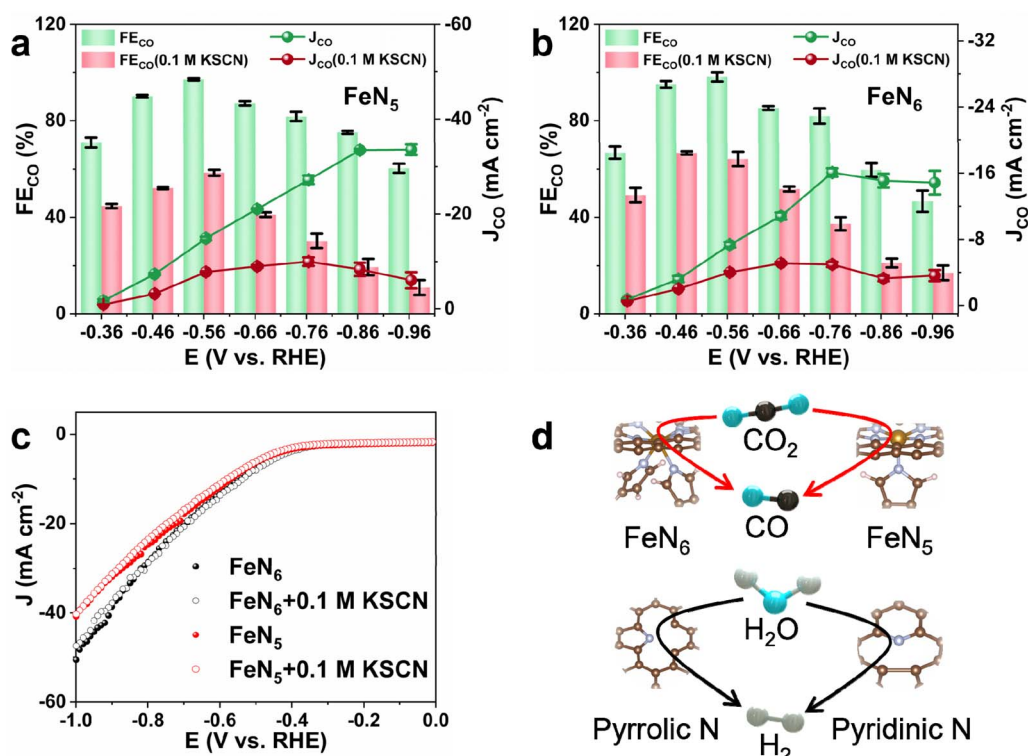 a
FE_CO
FE_CO(0.1 M KSCN)
J_CO
J_CO(0.1 M KSCN)
FeN5
FE_CO (%)
120
80
40
0
J_CO (mA cm-2)
-60
-40
-20
0
-0.36 -0.46 -0.56 -0.66 -0.76 -0.86 -0.96
E (V vs. RHE)
b
FE_CO
FE_CO(0.1 M KSCN)
J_CO
J_CO(0.1 M KSCN)
FeN6
FE_CO (%)
120
80
40
0
J_CO (mA cm-2)
-32
-24
-16
-8
0
-0.36 -0.46 -0.56 -0.66 -0.76 -0.86 -0.96
E (V vs. RHE)
c
J (mA cm-2)
0
-20
-40
-60
FeN6
FeN6+0.1 M KSCN
FeN5
FeN5+0.1 M KSCN
-1.0 -0.8 -0.6 -0.4 -0.2 0.0
E (V vs. RHE)
d
CO2
CO
FeN6
FeN5
H2O
Pyrrolic N
Pyridinic N
H2